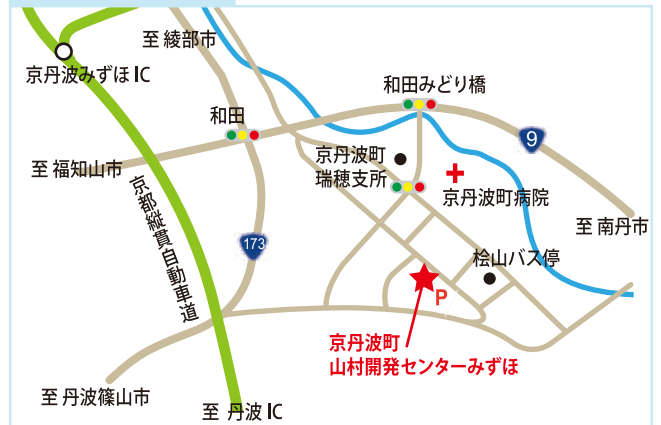 至 綾部市
京丹波みずほ IC
和田みどり橋
和田
9
京丹波町
瑞穂支所
至 福知山市
京丹波町病院
京都縦貫自動車道
至 南丹市
173
桧山バス停
P
京丹波町
山村開発センターみずほ
至 丹波篠山市
至 丹波 IC